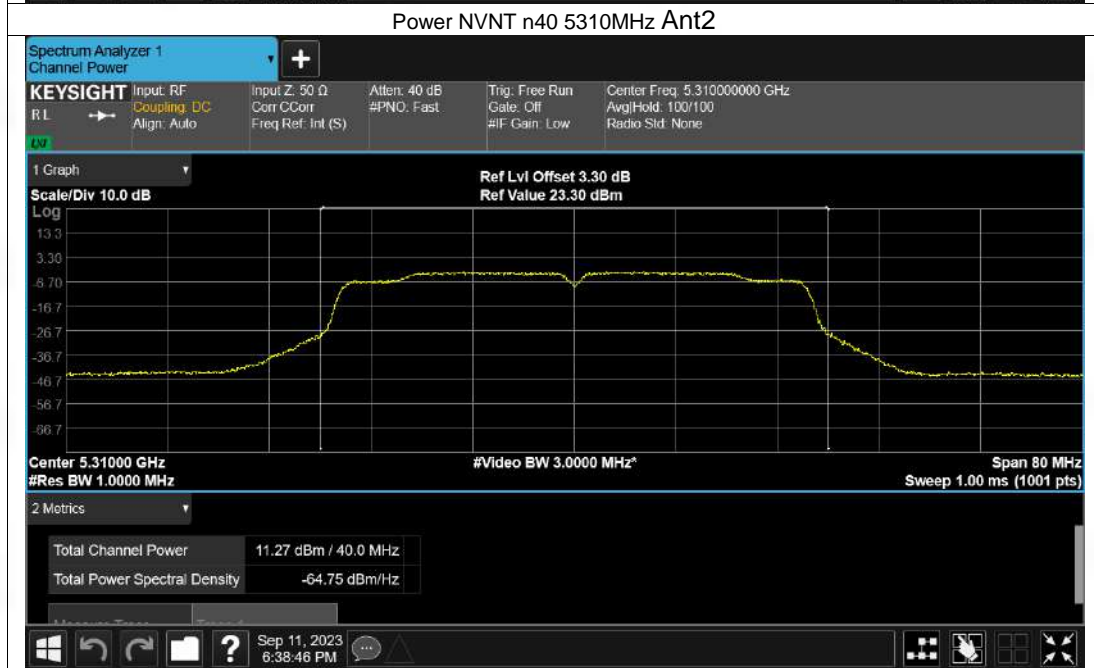 Power NVNT n40 5310MHz Ant2
Spectrum Analyzer 1
Channel Power
+
KEYSIGHT Input: RF
Coupling: DC
Align: Auto
RL
Input Z: 50 Ω
Corr CCorr
Freq Ref: Int (S)
Atten: 40 dB
#PNO: Fast
Trig: Free Run
Gate: Off
#IF Gain: Low
Center Freq: 5.310000000 GHz
Avg|Hold: 100/100
Radio Std: None
LXI
1 Graph
Scale/Div 10.0 dB
Ref Lvl Offset 3.30 dB
Ref Value 23.30 dBm
Log
13.3
3.30
-6.70
-16.7
-26.7
-36.7
-46.7
-56.7
-66.7
Center 5.31000 GHz
#Res BW 1.0000 MHz
#Video BW 3.0000 MHz*
Span 80 MHz
Sweep 1.00 ms (1001 pts)
2 Metrics
Total Channel Power 11.27 dBm / 40.0 MHz
Total Power Spectral Density -64.75 dBm/Hz
?
Sep 11, 2023
6:38:46 PM